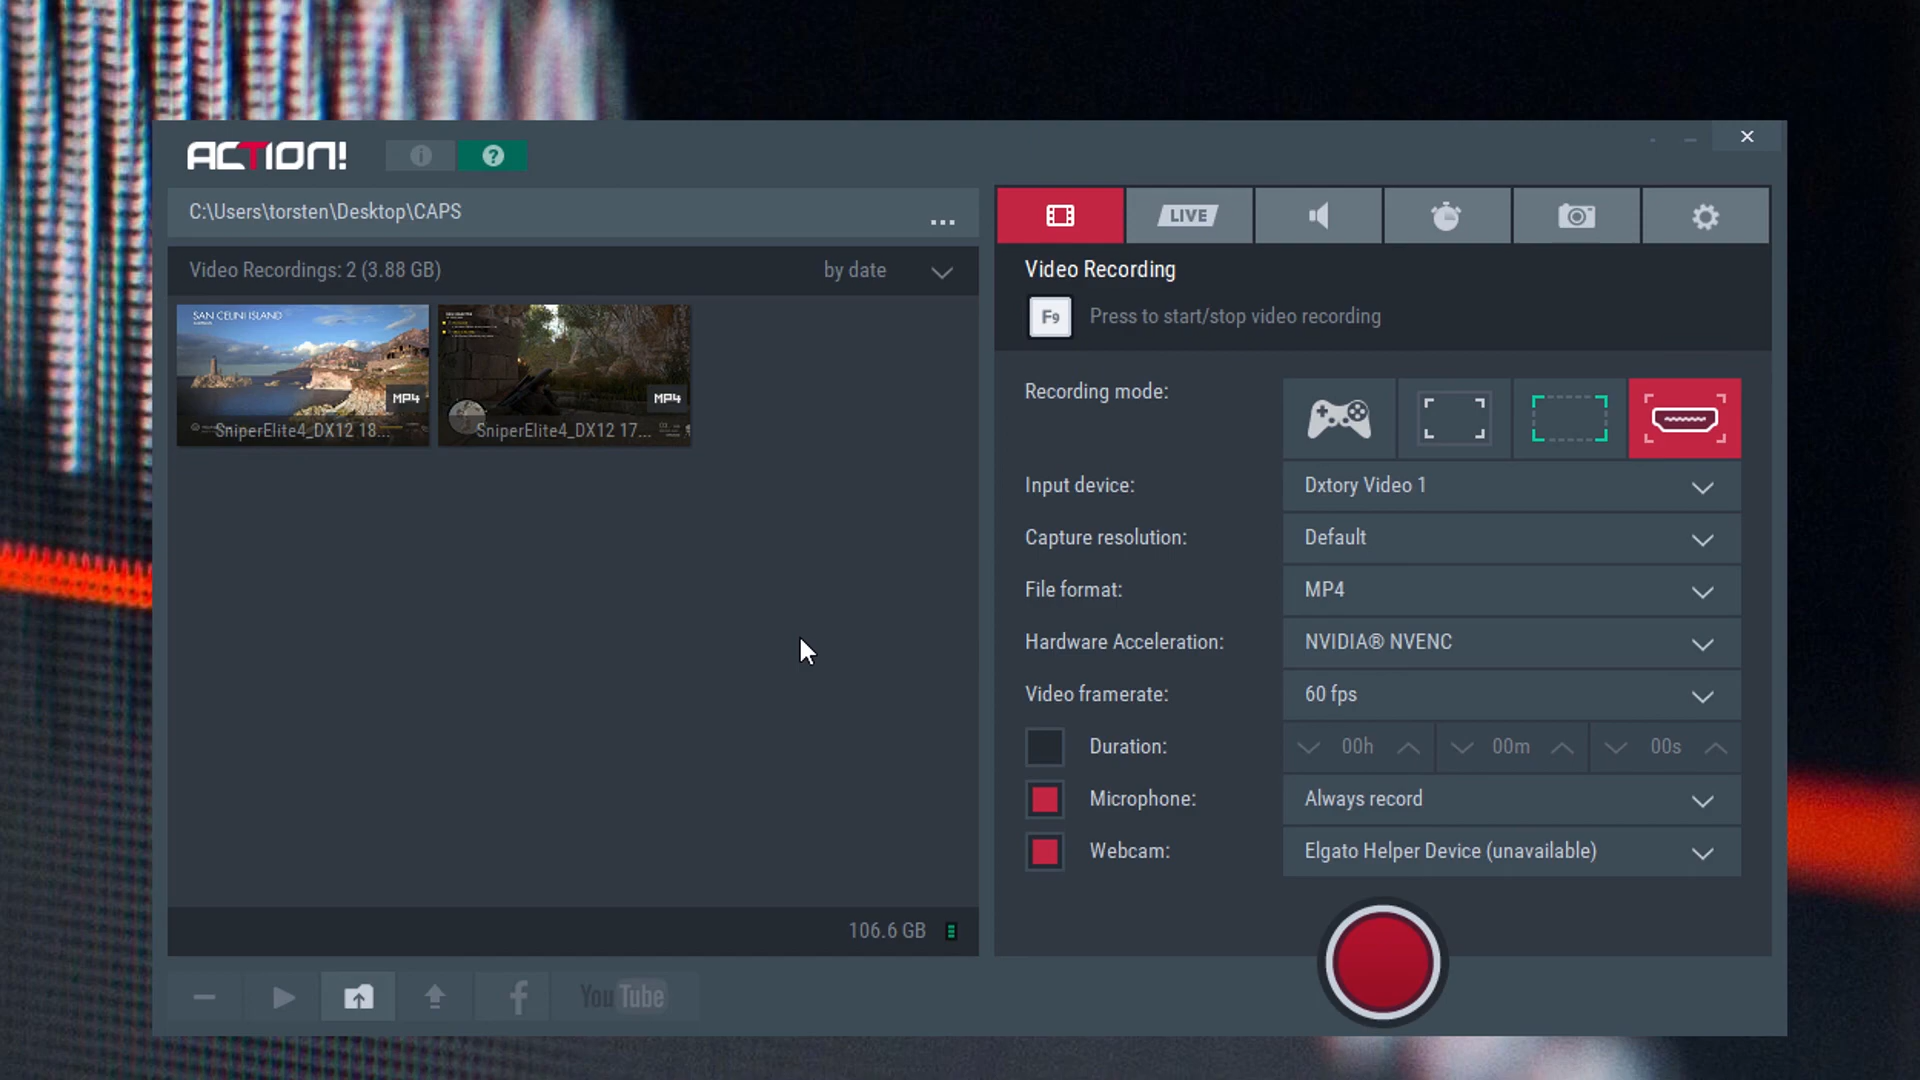 ACTION!
C:\Users\torsten\Desktop\CAPS
...
LIVE
Video Recordings: 2 (3.88 GB)
by date
Video Recording
F9
Press to start/stop video recording
SAN CELINI ISLAND
MP4
SniperElite4_DX12 18...
MP4
SniperElite4_DX12 17...
Recording mode:
Input device:
Dxtory Video 1
Capture resolution:
Default
File format:
MP4
Hardware Acceleration:
NVIDIA® NVENC
Video framerate:
60 fps
Duration:
00h
00m
00s
Microphone:
Always record
Webcam:
Elgato Helper Device (unavailable)
106.6 GB
YouTube